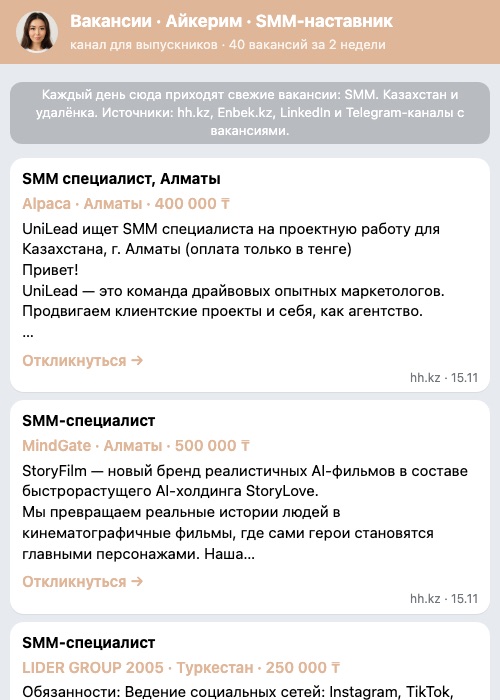 Вакансии · Айкерим · SMM-наставник
канал для выпускников · 40 вакансий за 2 недели
Каждый день сюда приходят свежие вакансии: SMM. Казахстан и
удалёнка. Источники: hh.kz, Enbek.kz, LinkedIn и Telegram-каналы с
вакансиями.
SMM специалист, Алматы
Alpaca · Алматы · 400 000 ₸
UniLead ищет SMM специалиста на проектную работу для
Казахстана, г. Алматы (оплата только в тенге)
Привет!
UniLead — это команда драйвовых опытных маркетологов.
Продвигаем клиентские проекты и себя, как агентство.
...
Откликнуться →
hh.kz · 15.11
SMM-специалист
MindGate · Алматы · 500 000 ₸
StoryFilm — новый бренд реалистичных AI-фильмов в составе
быстрорастущего AI-холдинга StoryLove.
Мы превращаем реальные истории людей в
кинематографичные фильмы, где сами герои становятся
главными персонажами. Наша...
Откликнуться →
hh.kz · 15.11
SMM-специалист
LIDER GROUP 2005 · Туркестан · 250 000 ₸
Обязанности: Ведение социальных сетей: Instagram, TikTok,